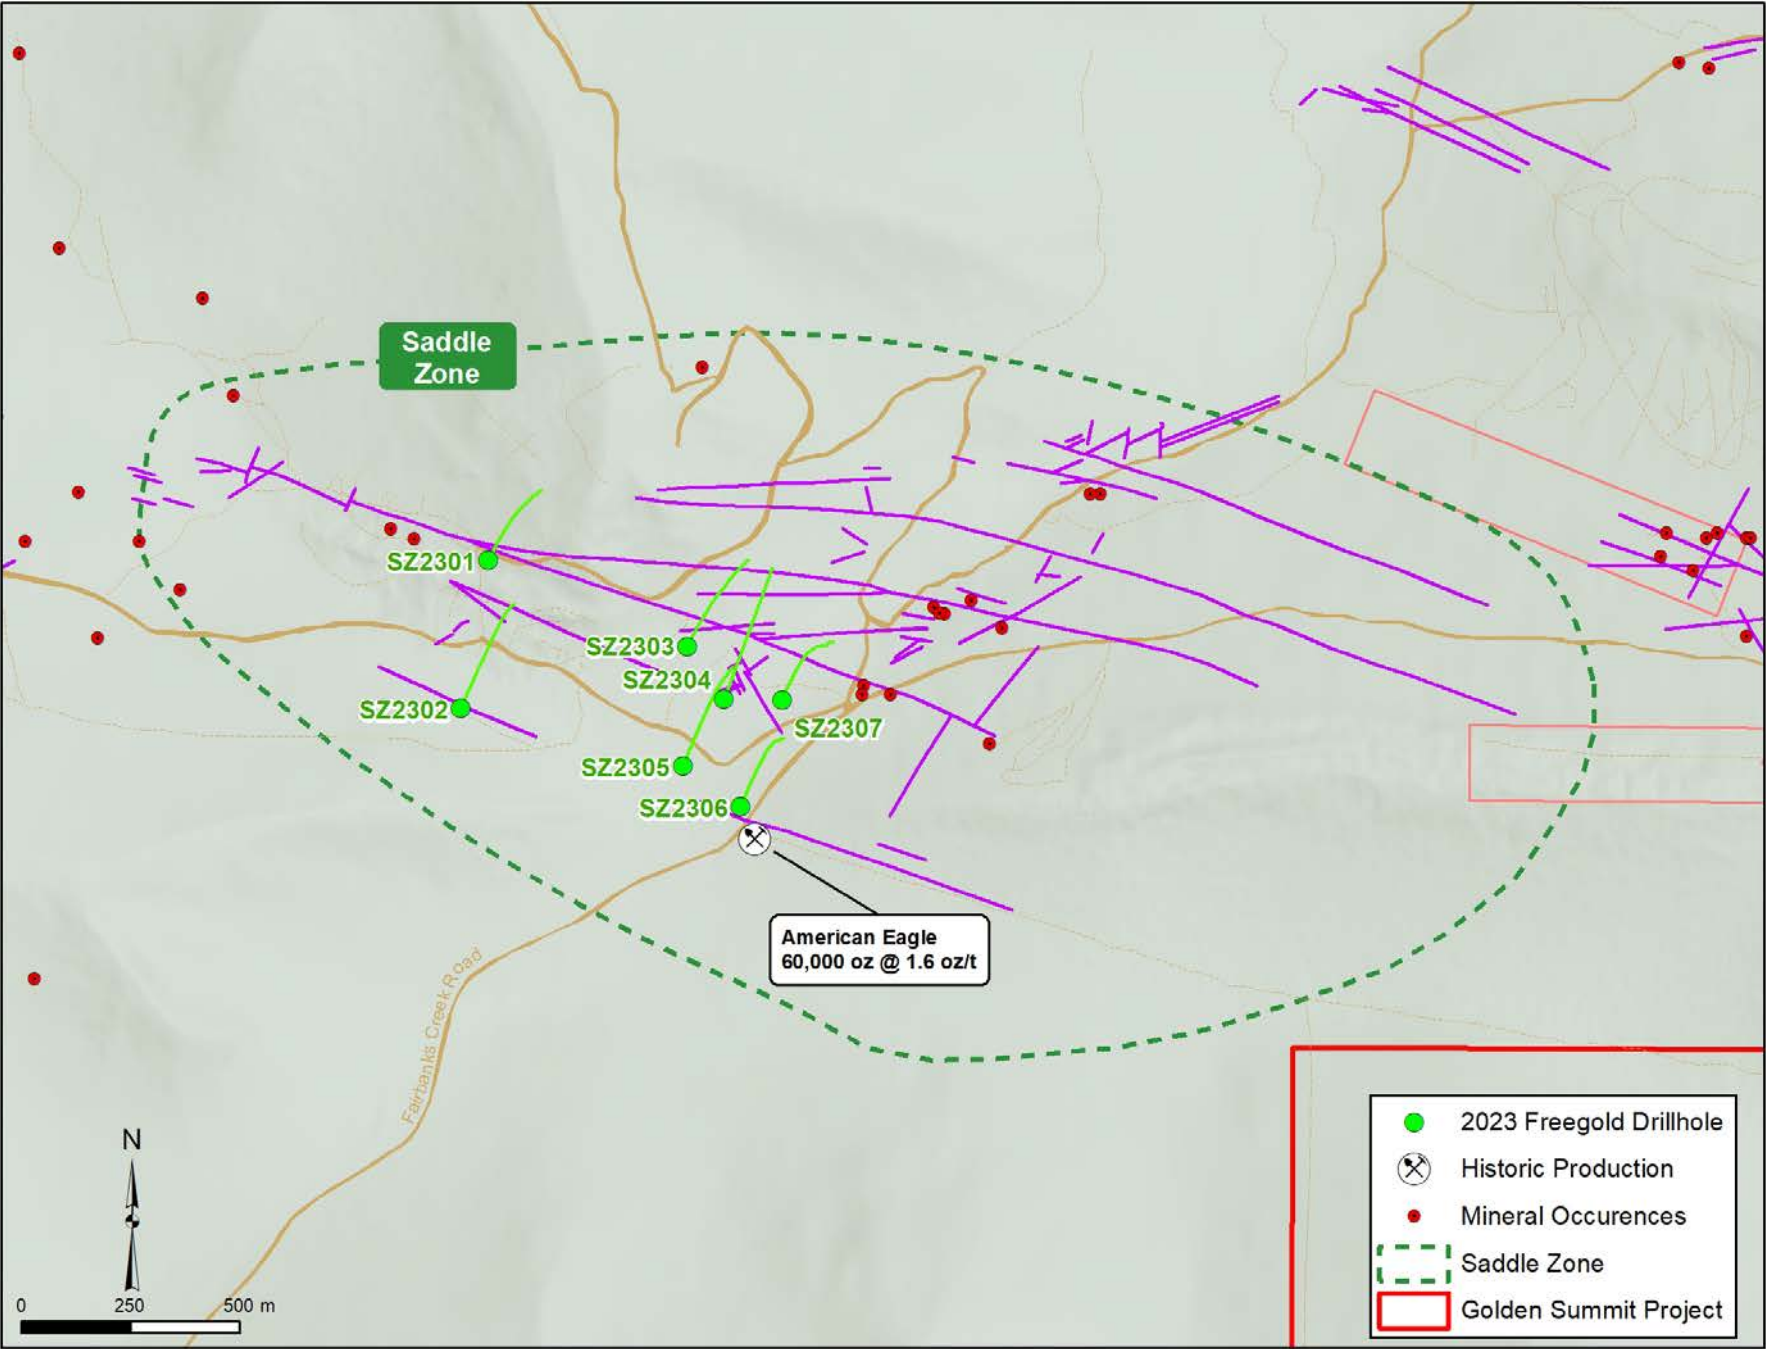 Saddle
Zone
SZ2301
SZ2303
SZ2304
SZ2302
SZ2307
SZ2305
SZ2306
American Eagle
60,000 oz @ 1.6 oz/t
Fairbanks Creek Road
N
0 250 500 m
2023 Freegold Drillhole
Historic Production
Mineral Occurences
Saddle Zone
Golden Summit Project